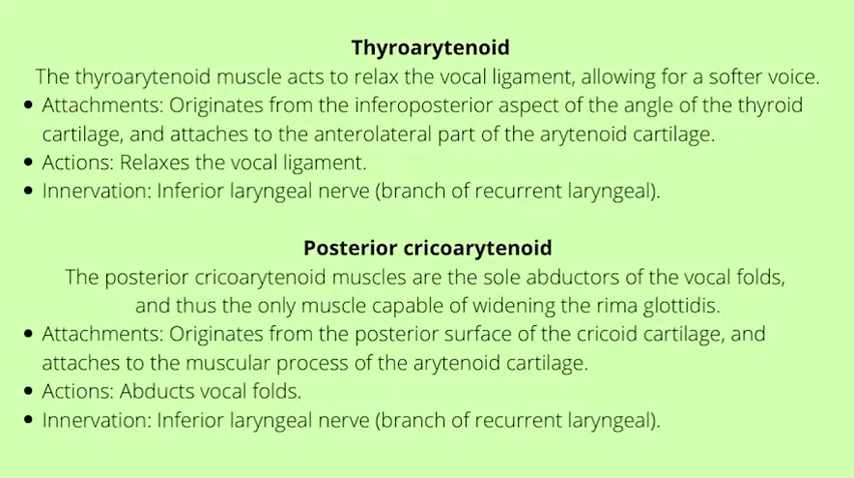 Thyroarytenoid
The thyroarytenoid muscle acts to relax the vocal ligament, allowing for a softer voice.
• Attachments: Originates from the inferoposterior aspect of the angle of the thyroid
cartilage, and attaches to the anterolateral part of the arytenoid cartilage.
• Actions: Relaxes the vocal ligament.
• Innervation: Inferior laryngeal nerve (branch of recurrent laryngeal).
Posterior cricoarytenoid
The posterior cricoarytenoid muscles are the sole abductors of the vocal folds,
and thus the only muscle capable of widening the rima glottidis.
• Attachments: Originates from the posterior surface of the cricoid cartilage, and
attaches to the muscular process of the arytenoid cartilage.
• Actions: Abducts vocal folds.
• Innervation: Inferior laryngeal nerve (branch of recurrent laryngeal).